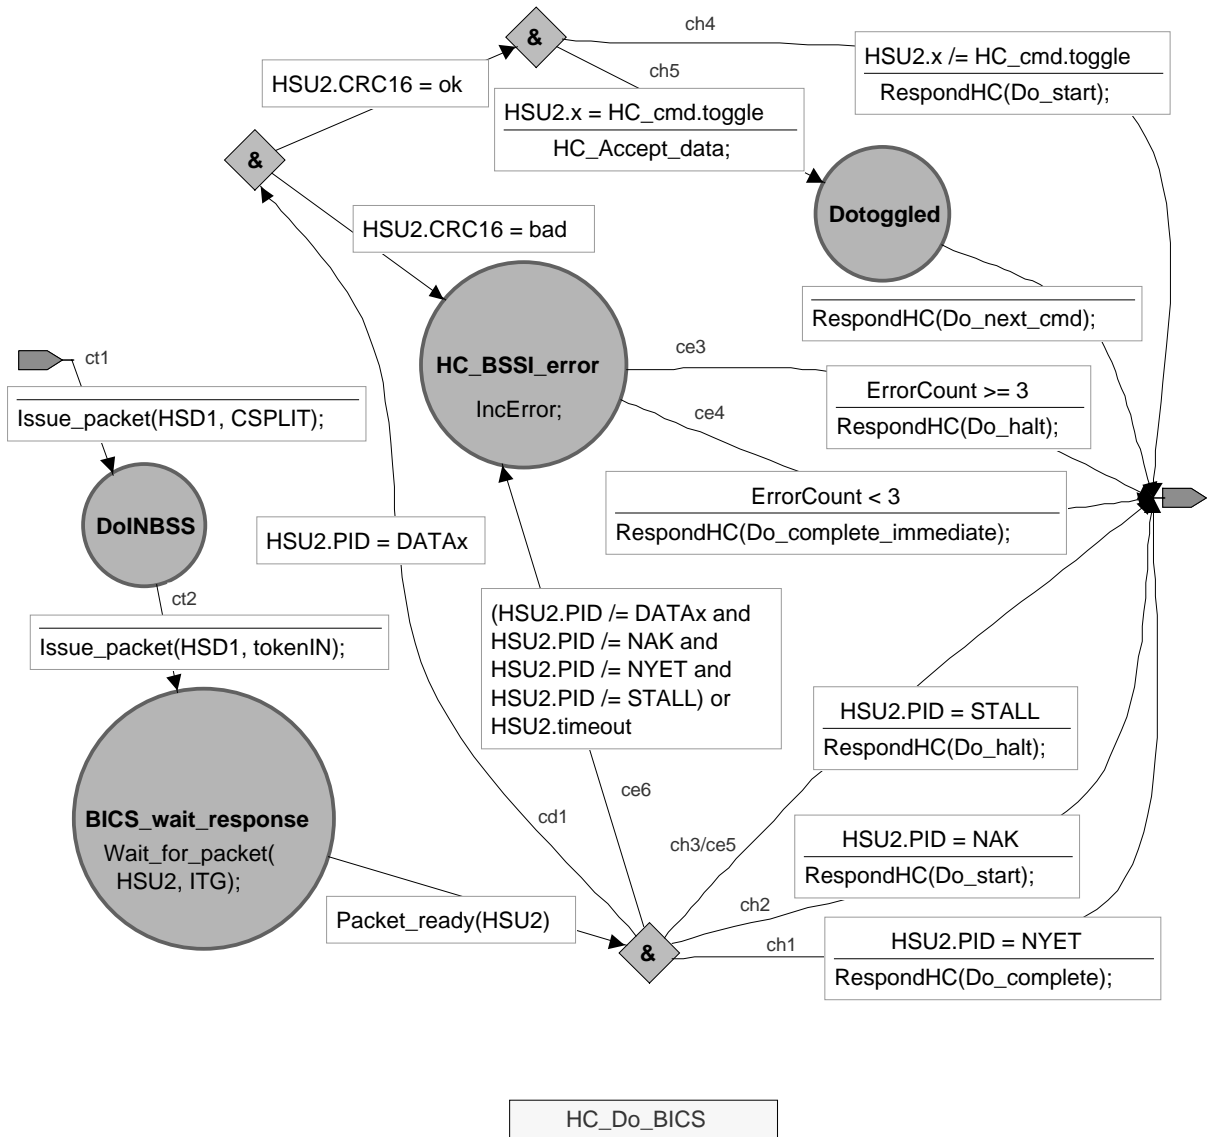 &
ch4
HSU2.x /= HC_cmd.toggle
RespondHC(Do_start);
ch5
HSU2.CRC16 = ok
HSU2.x = HC_cmd.toggle
HC_Accept_data;
&
Dotoggled
HSU2.CRC16 = bad
RespondHC(Do_next_cmd);
ct1
Issue_packet(HSD1, CSPLIT);
HC_BSSI_error
IncError;
ce3
ErrorCount >= 3
RespondHC(Do_halt);
ce4
ErrorCount < 3
RespondHC(Do_complete_immediate);
DoINBSS
HSU2.PID = DATAx
ct2
Issue_packet(HSD1, tokenIN);
(HSU2.PID /= DATAx and
HSU2.PID /= NAK and
HSU2.PID /= NYET and
HSU2.PID /= STALL) or
HSU2.timeout
HSU2.PID = STALL
RespondHC(Do_halt);
BICS_wait_response
Wait_for_packet(
HSU2, ITG);
cd1
ce6
ch3/ce5
HSU2.PID = NAK
RespondHC(Do_start);
Packet_ready(HSU2)
&
ch2
ch1
HSU2.PID = NYET
RespondHC(Do_complete);
HC_Do_BICS